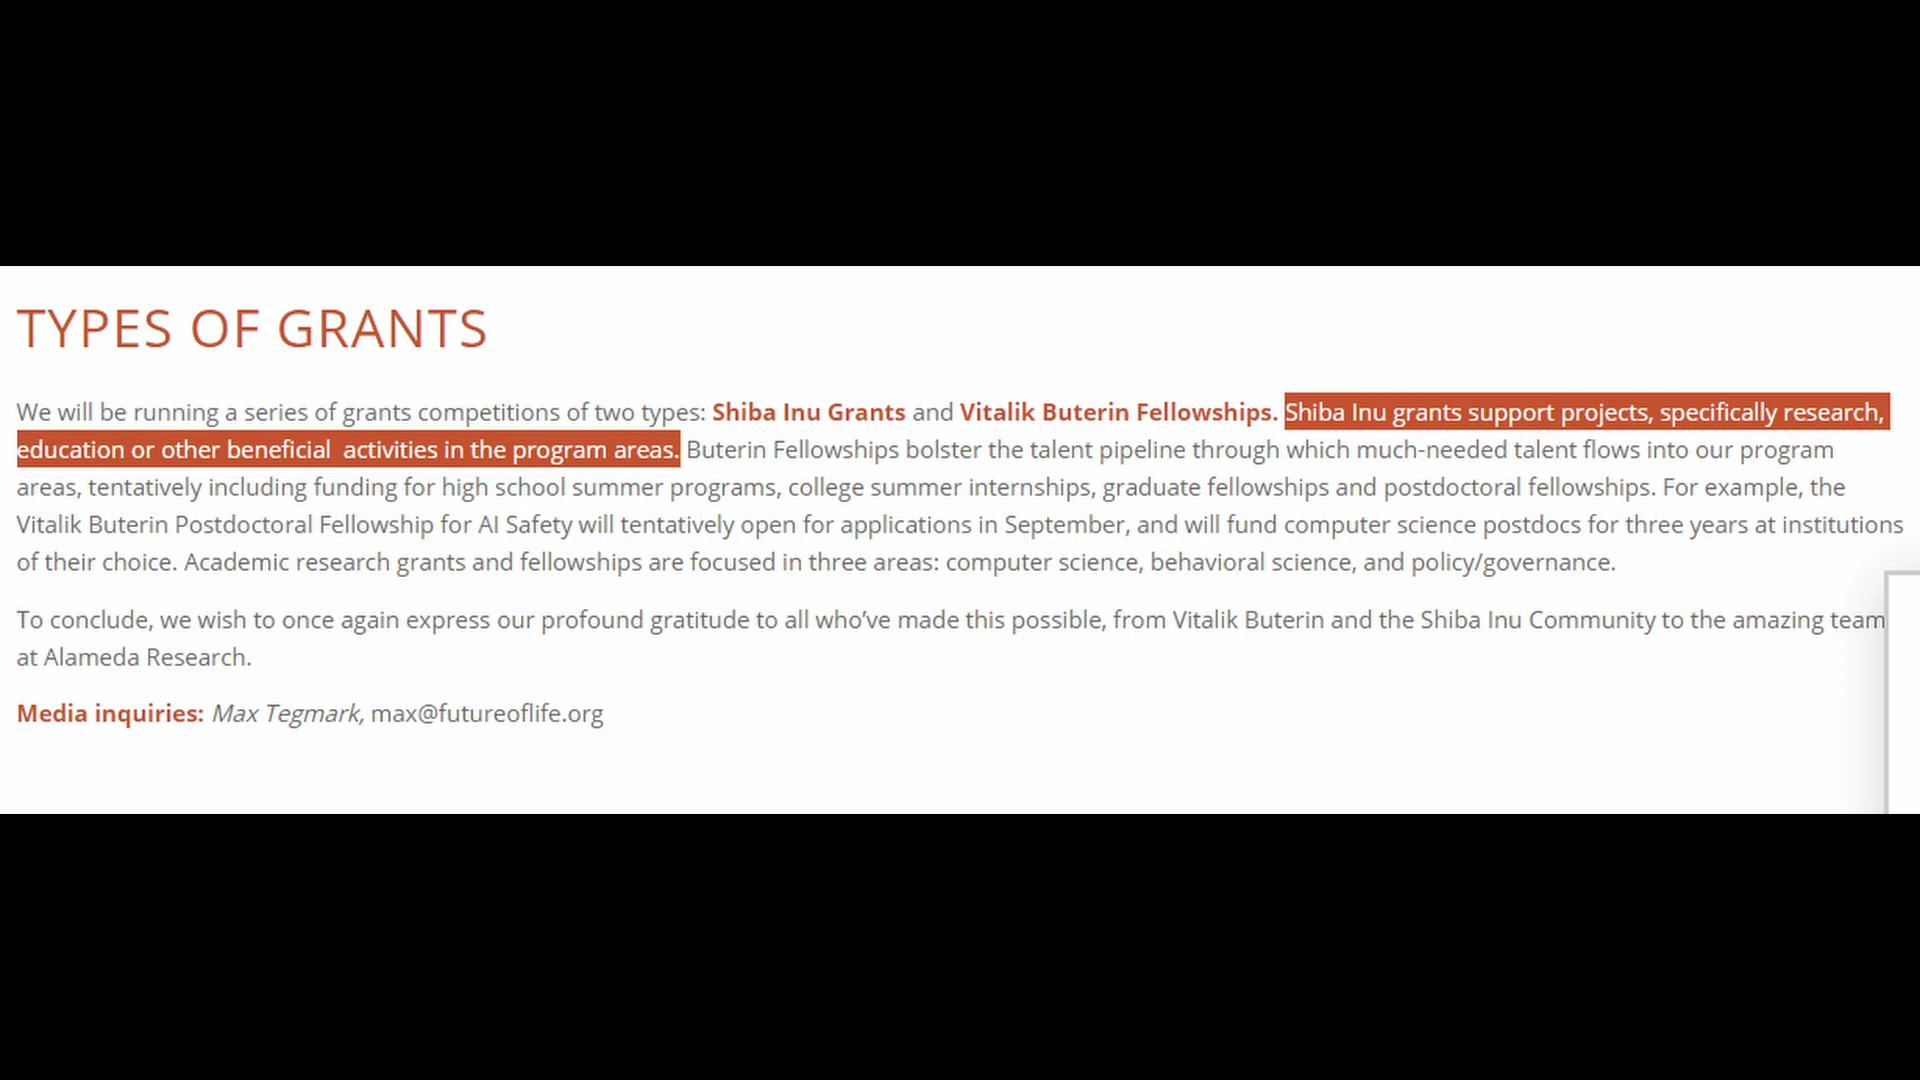 TYPES OF GRANTS
We will be running a series of grants competitions of two types: Shiba Inu Grants and Vitalik Buterin Fellowships. Shiba Inu grants support projects, specifically research,
education or other beneficial  activities in the program areas. Buterin Fellowships bolster the talent pipeline through which much-needed talent flows into our program
areas, tentatively including funding for high school summer programs, college summer internships, graduate fellowships and postdoctoral fellowships. For example, the
Vitalik Buterin Postdoctoral Fellowship for AI Safety will tentatively open for applications in September, and will fund computer science postdocs for three years at institutions
of their choice. Academic research grants and fellowships are focused in three areas: computer science, behavioral science, and policy/governance.
To conclude, we wish to once again express our profound gratitude to all who’ve made this possible, from Vitalik Buterin and the Shiba Inu Community to the amazing team
at Alameda Research.
Media inquiries: Max Tegmark, max@futureoflife.org